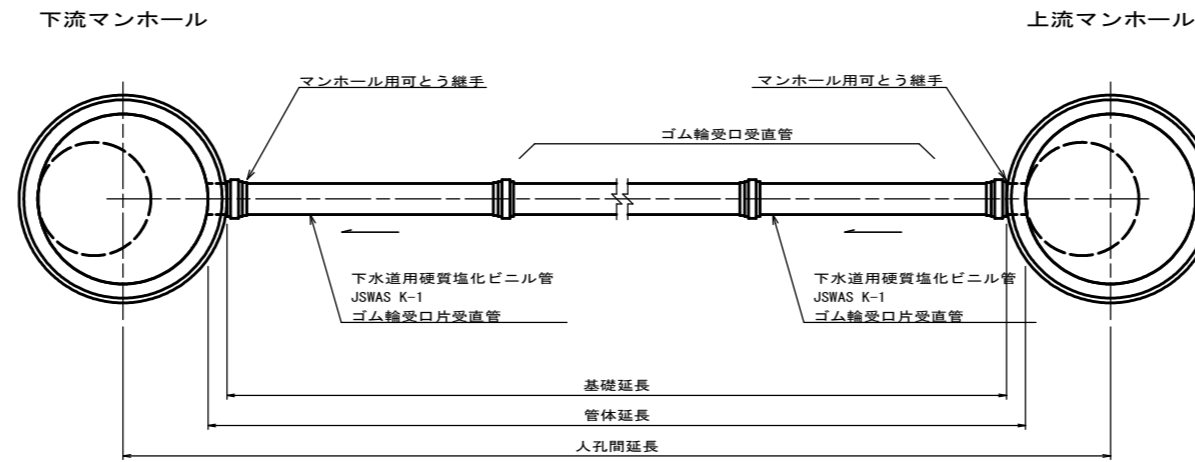 下流マンホール
上流マンホール
マンホール用可とう継手
マンホール用可とう継手
ゴム輪受口受直管
下水道用硬質塩化ビニル管
JSWAS K-1
ゴム輪受口片受直管
下水道用硬質塩化ビニル管
JSWAS K-1
ゴム輪受口片受直管
基礎延長
管体延長
人孔間延長